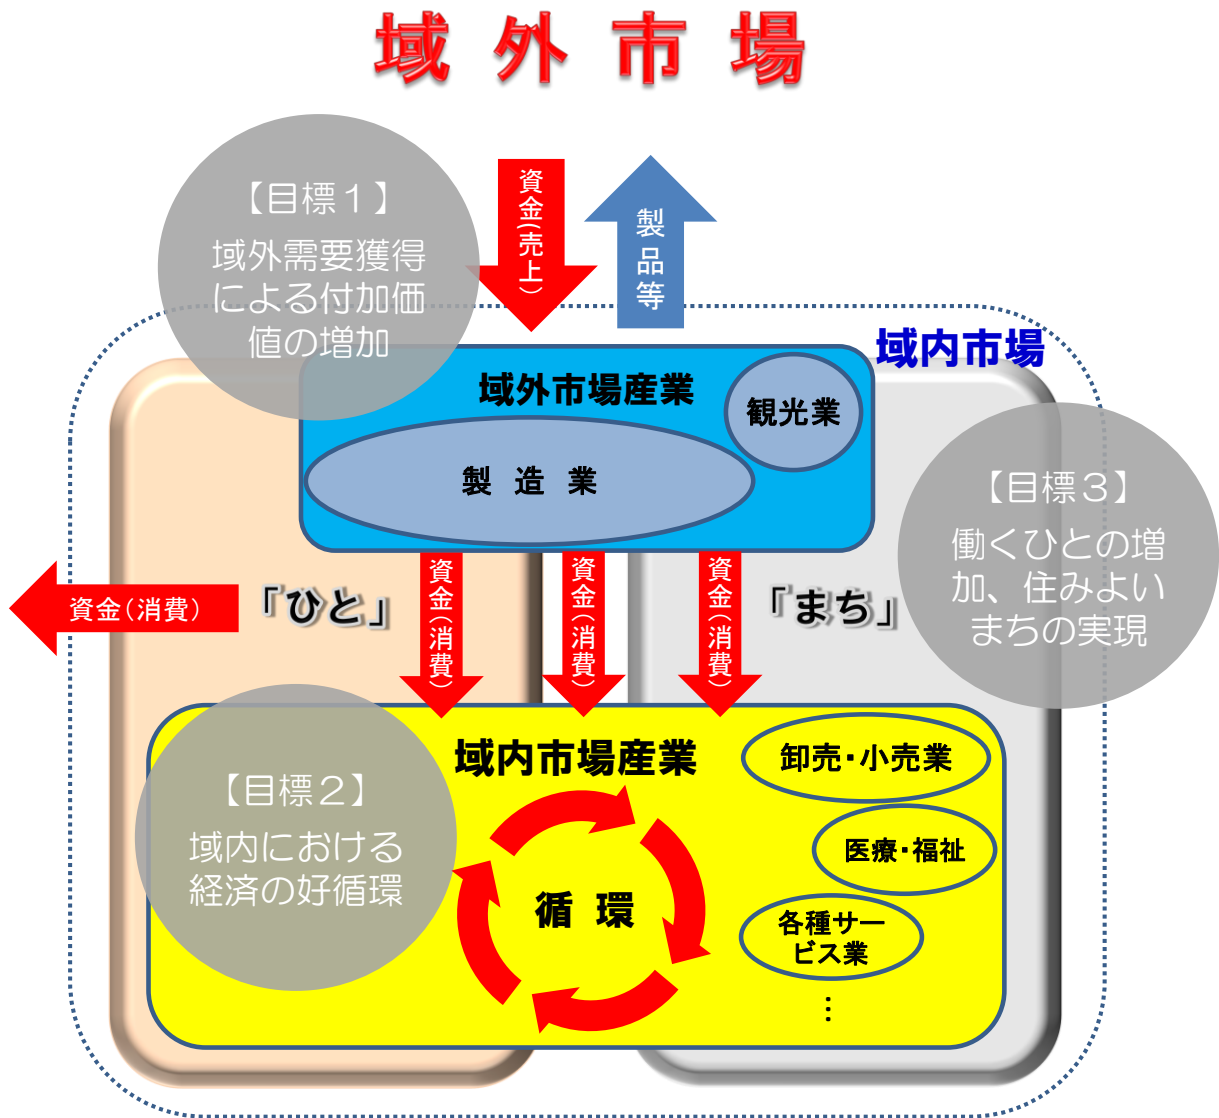 域外市場
【目標１】
域外需要獲得
による付加価
値の増加
資金(売上)
製品等
域内市場
域外市場産業
観光業
製造業
【目標３】
働くひとの増
加、住みよい
まちの実現
資金(消費)
「ひと」
資金(消費)
資金(消費)
資金(消費)
「まち」
域内市場産業
卸売・小売業
【目標２】
域内における
経済の好循環
医療・福祉
循環
各種サー
ビス業
…